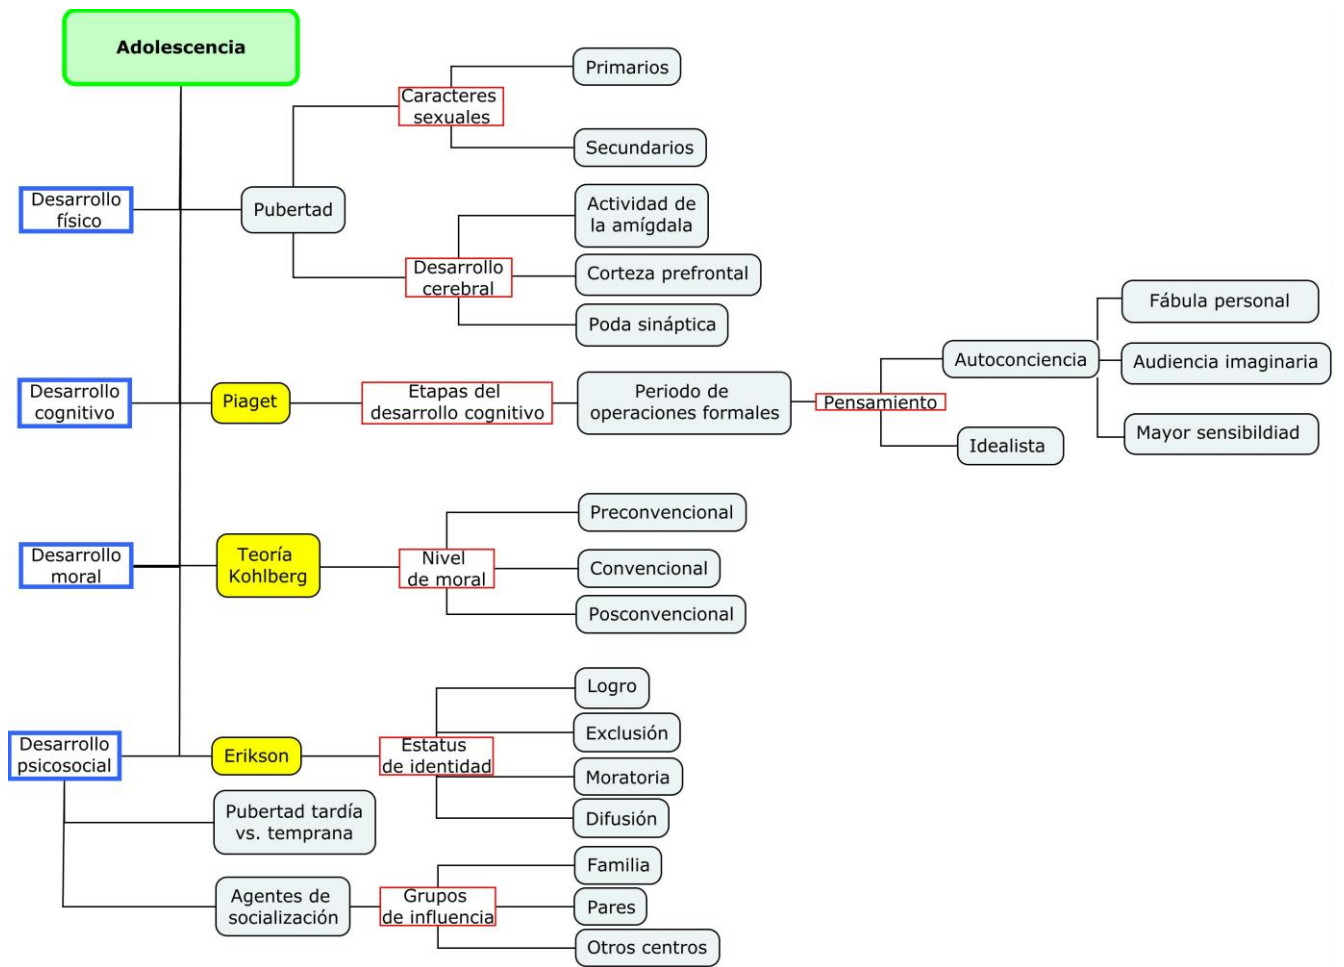 Adolescencia
Desarrollo
físico
Pubertad
Caracteres
sexuales
Primarios
Secundarios
Desarrollo
cerebral
Actividad de
la amígdala
Corteza prefrontal
Poda sináptica
Desarrollo
cognitivo
Piaget
Etapas del
desarrollo cognitivo
Periodo de
operaciones formales
Pensamiento
Autoconciencia
Fábula personal
Audiencia imaginaria
Mayor sensibildiad
Idealista
Desarrollo
moral
Teoría
Kohlberg
Nivel
de moral
Preconvencional
Convencional
Posconvencional
Desarrollo
psicosocial
Erikson
Estatus
de identidad
Logro
Exclusión
Moratoria
Difusión
Pubertad tardía
vs. temprana
Agentes de
socialización
Grupos
de influencia
Familia
Pares
Otros centros